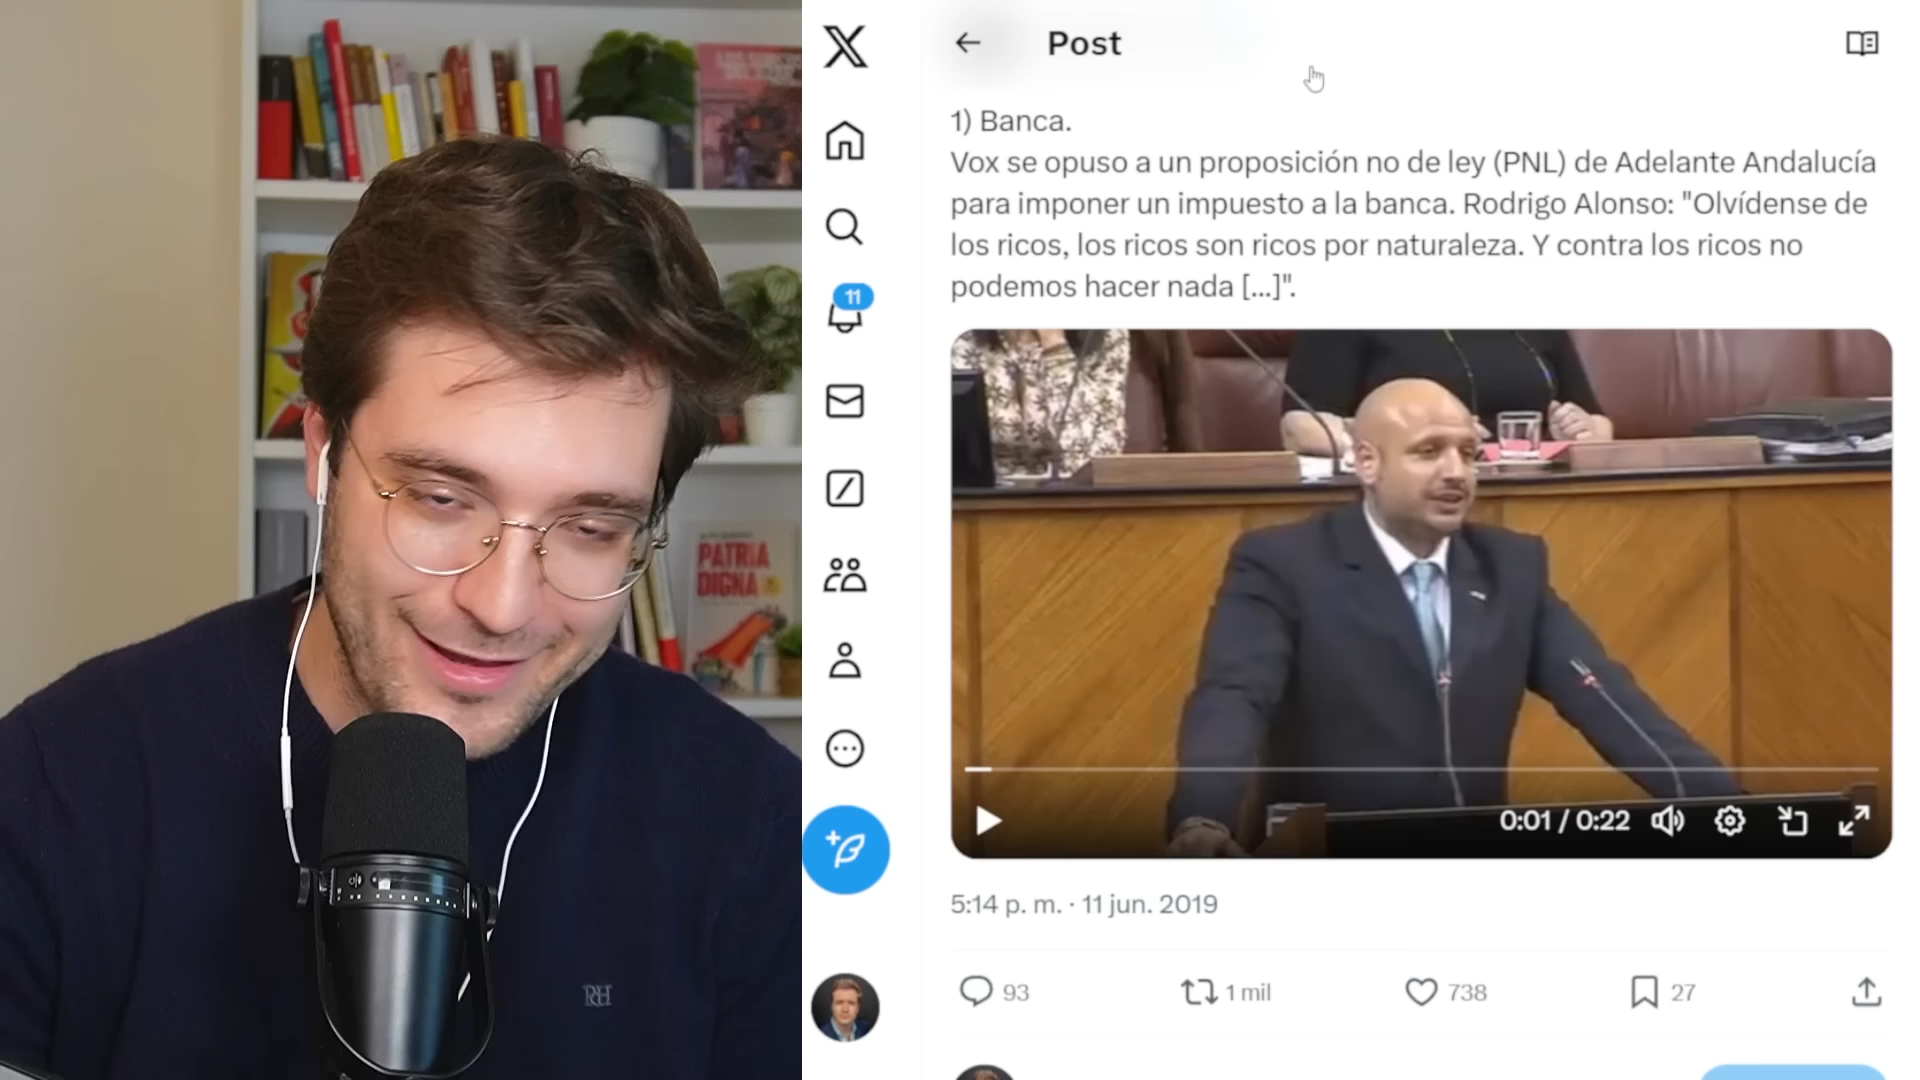 Post
1) Banca.
Vox se opuso a un proposición no de ley (PNL) de Adelante Andalucía
para imponer un impuesto a la banca. Rodrigo Alonso: "Olvídense de
los ricos, los ricos son ricos por naturaleza. Y contra los ricos no
podemos hacer nada [...]".
11
0:01 / 0:22
5:14 p. m. · 11 jun. 2019
93
1 mil
738
27
PATRIA
DIGNA
RH